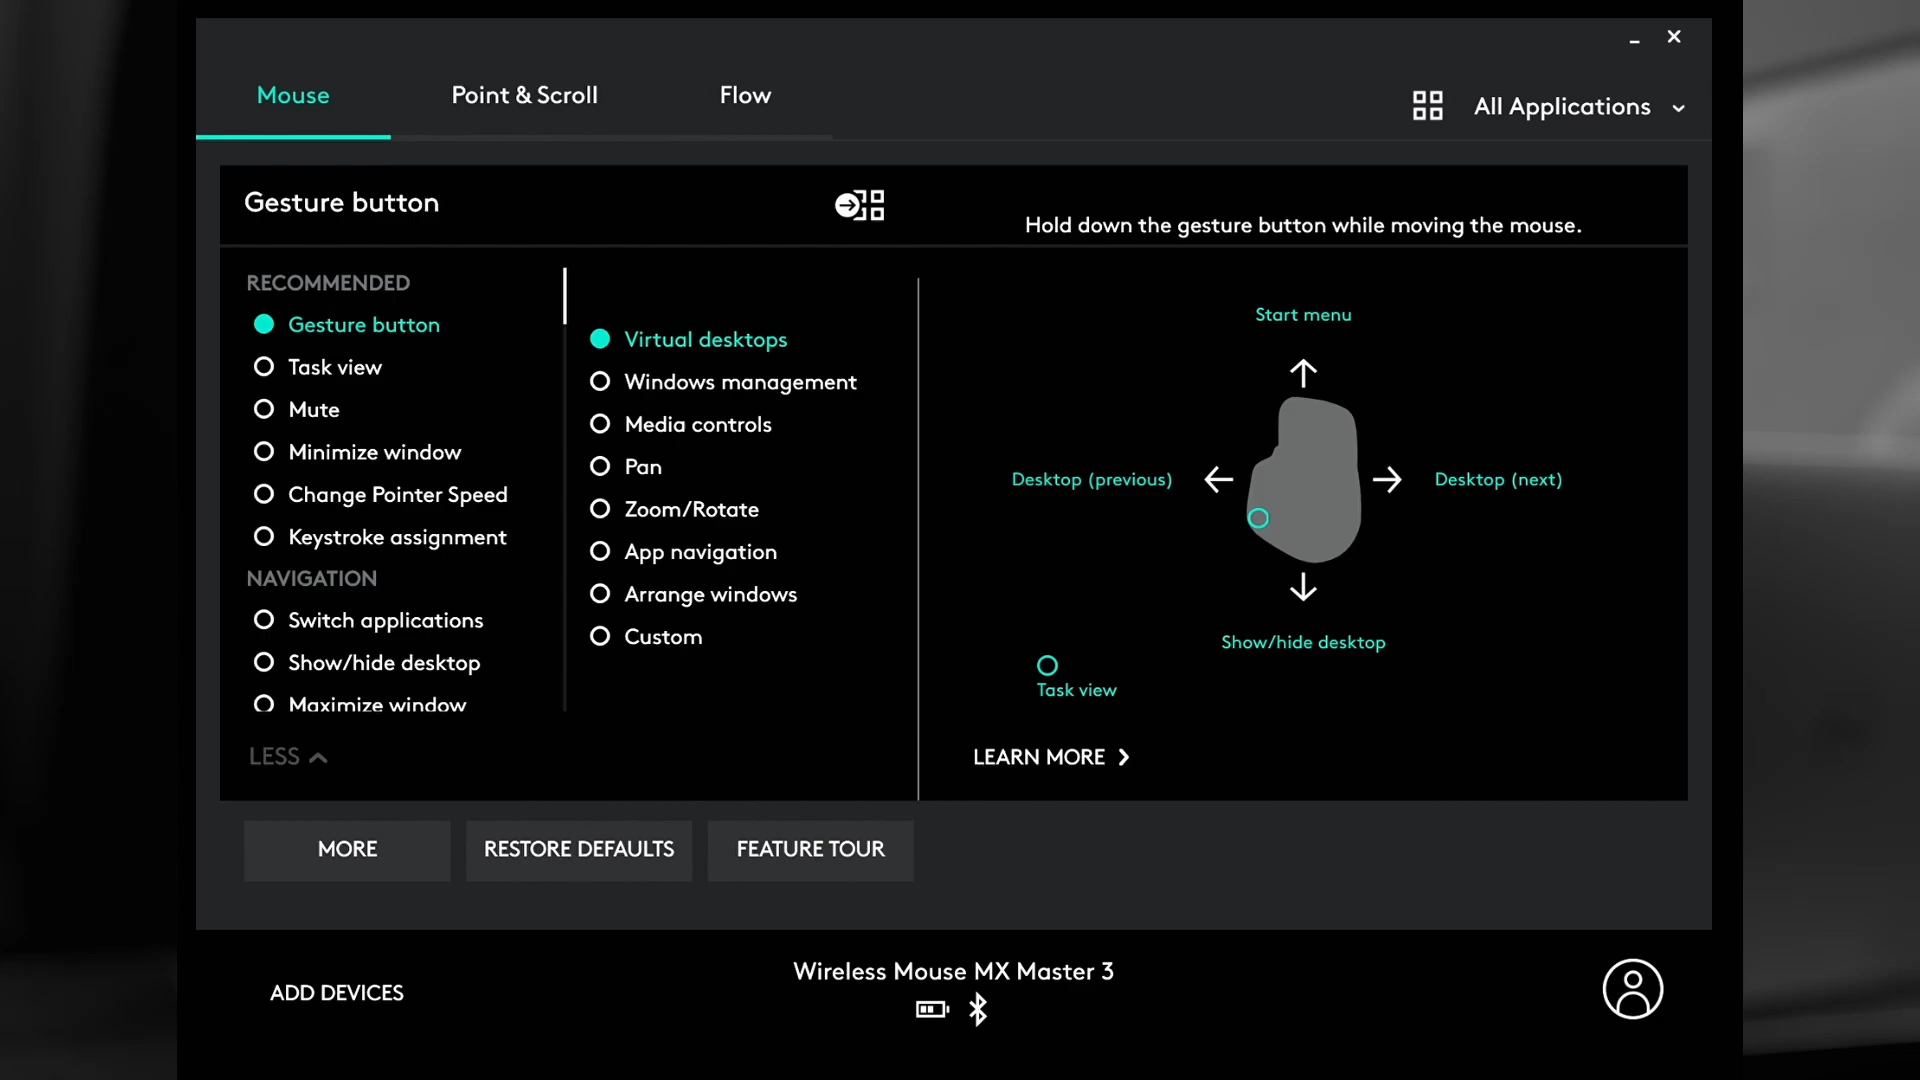 Mouse
Point & Scroll
Flow
All Applications
Gesture button
Hold down the gesture button while moving the mouse.
RECOMMENDED
Gesture button
Task view
Mute
Minimize window
Change Pointer Speed
Keystroke assignment
NAVIGATION
Switch applications
Show/hide desktop
Maximize window
LESS
Virtual desktops
Windows management
Media controls
Pan
Zoom/Rotate
App navigation
Arrange windows
Custom
Start menu
Desktop (previous)
Desktop (next)
Show/hide desktop
Task view
LEARN MORE
MORE
RESTORE DEFAULTS
FEATURE TOUR
ADD DEVICES
Wireless Mouse MX Master 3